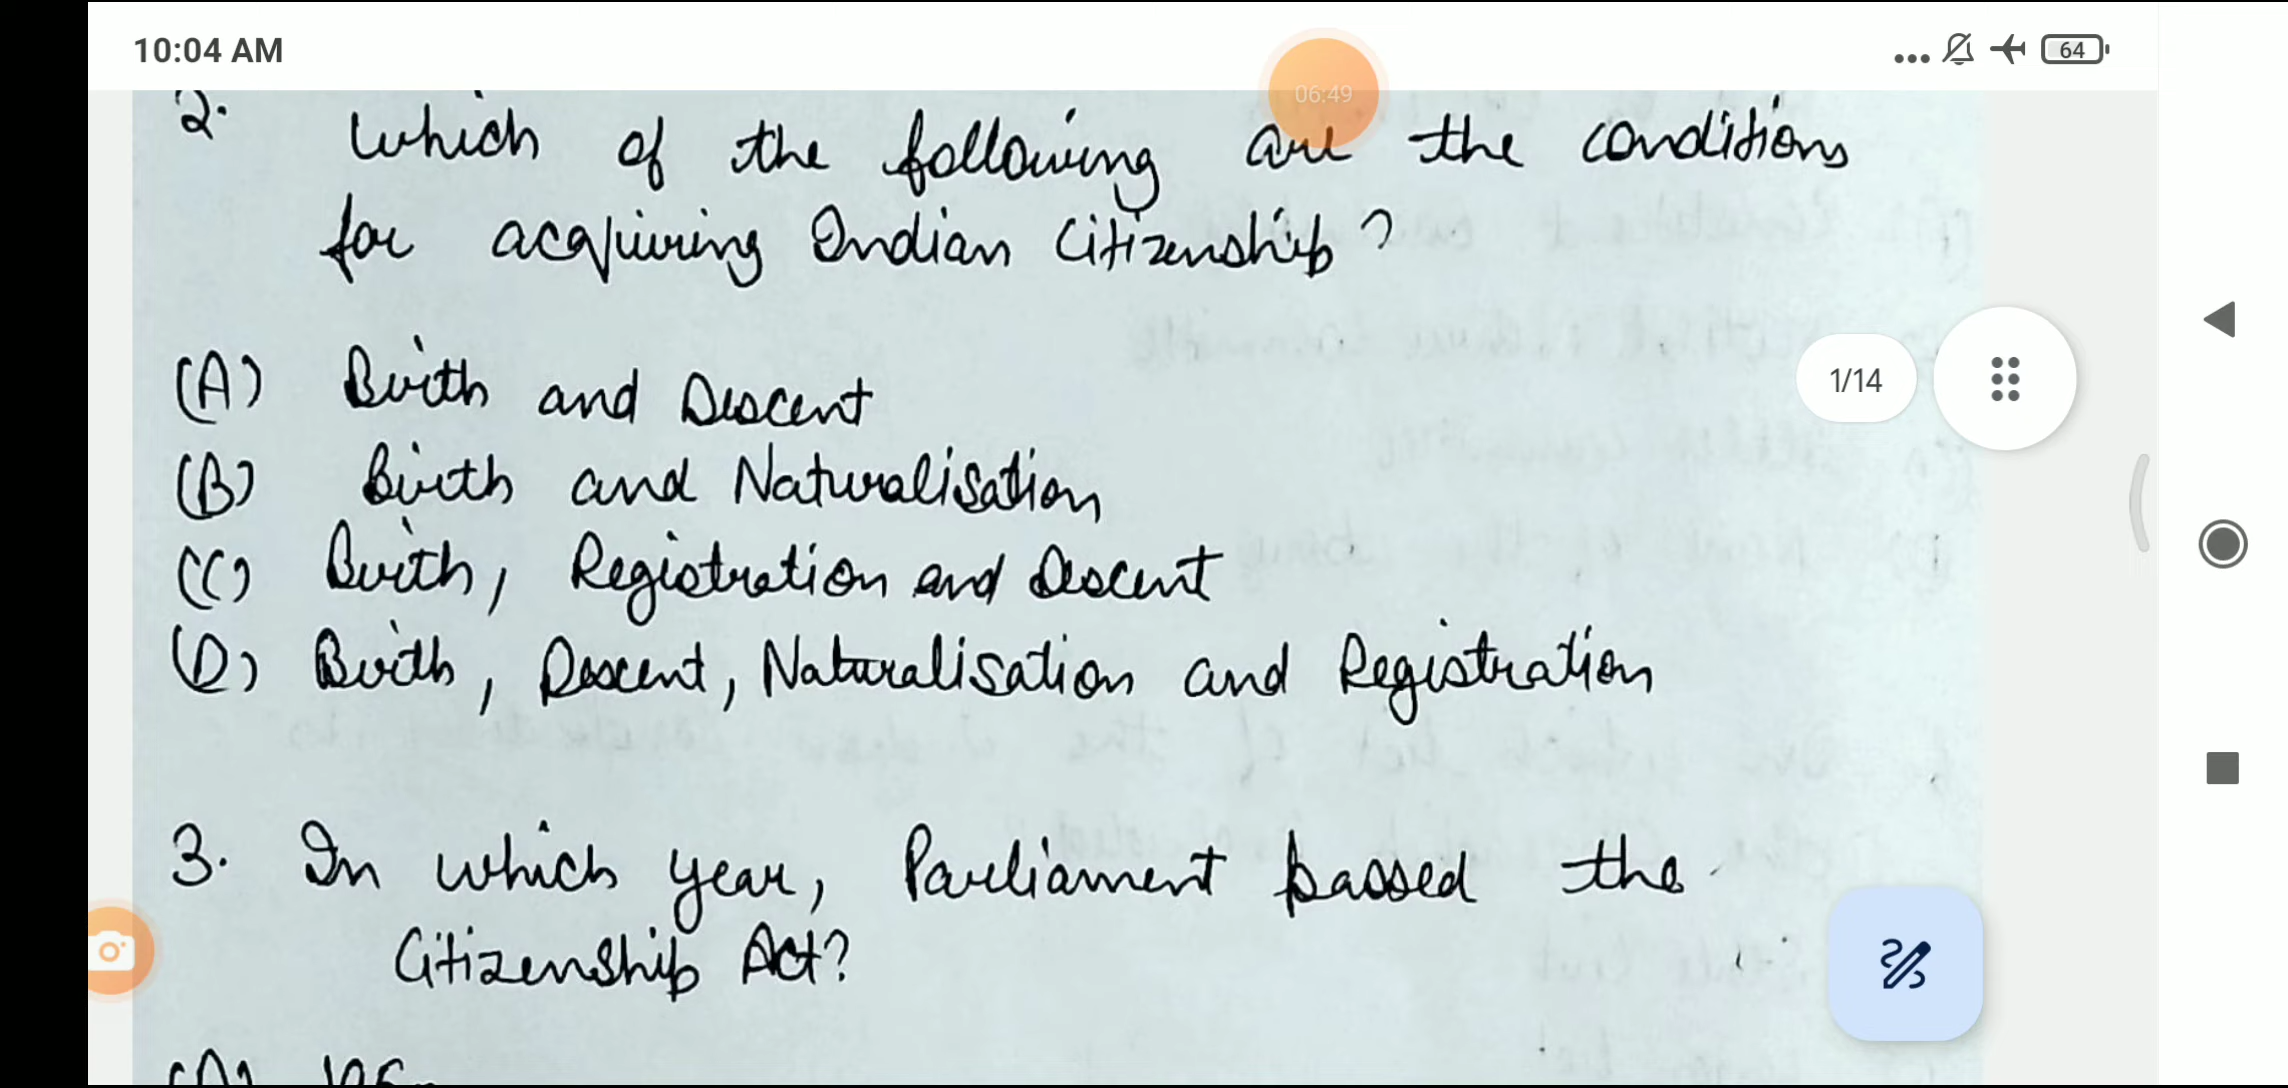 10:04 AM
06:49
64
2. Which of the following are the conditions
for acquiring Indian Citizenship?
(A) Birth and Descent
1/14
(B) Birth and Naturalisation
(C) Birth, Registration and Descent
(D) Birth, Descent, Naturalisation and Registration
3. In which year, Parliament passed the
Citizenship Act?
(A)